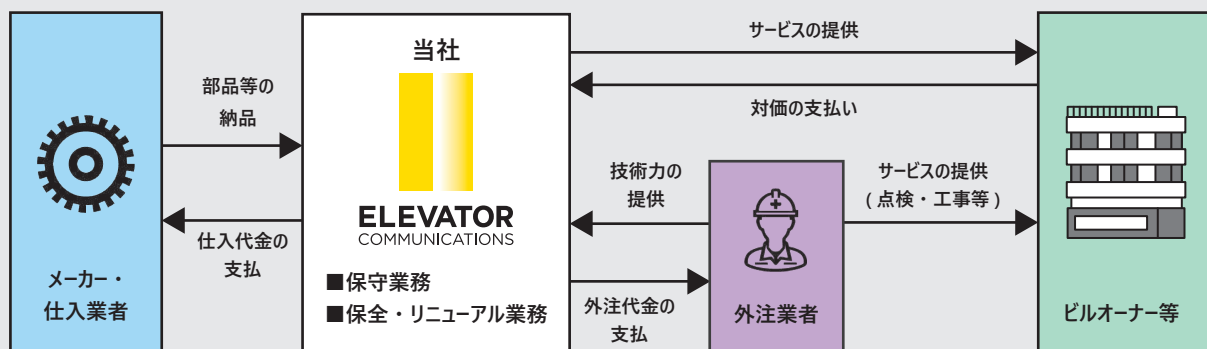 部品等の
納品
仕入代金の
支払
メーカー・
仕入業者
当社
ELEVATOR
COMMUNICATIONS
■保守業務
■保全・リニューアル業務
サービスの提供
対価の支払い
技術力の
提供
外注代金の
支払
外注業者
サービスの提供
( 点検・工事等 )
ビルオーナー等